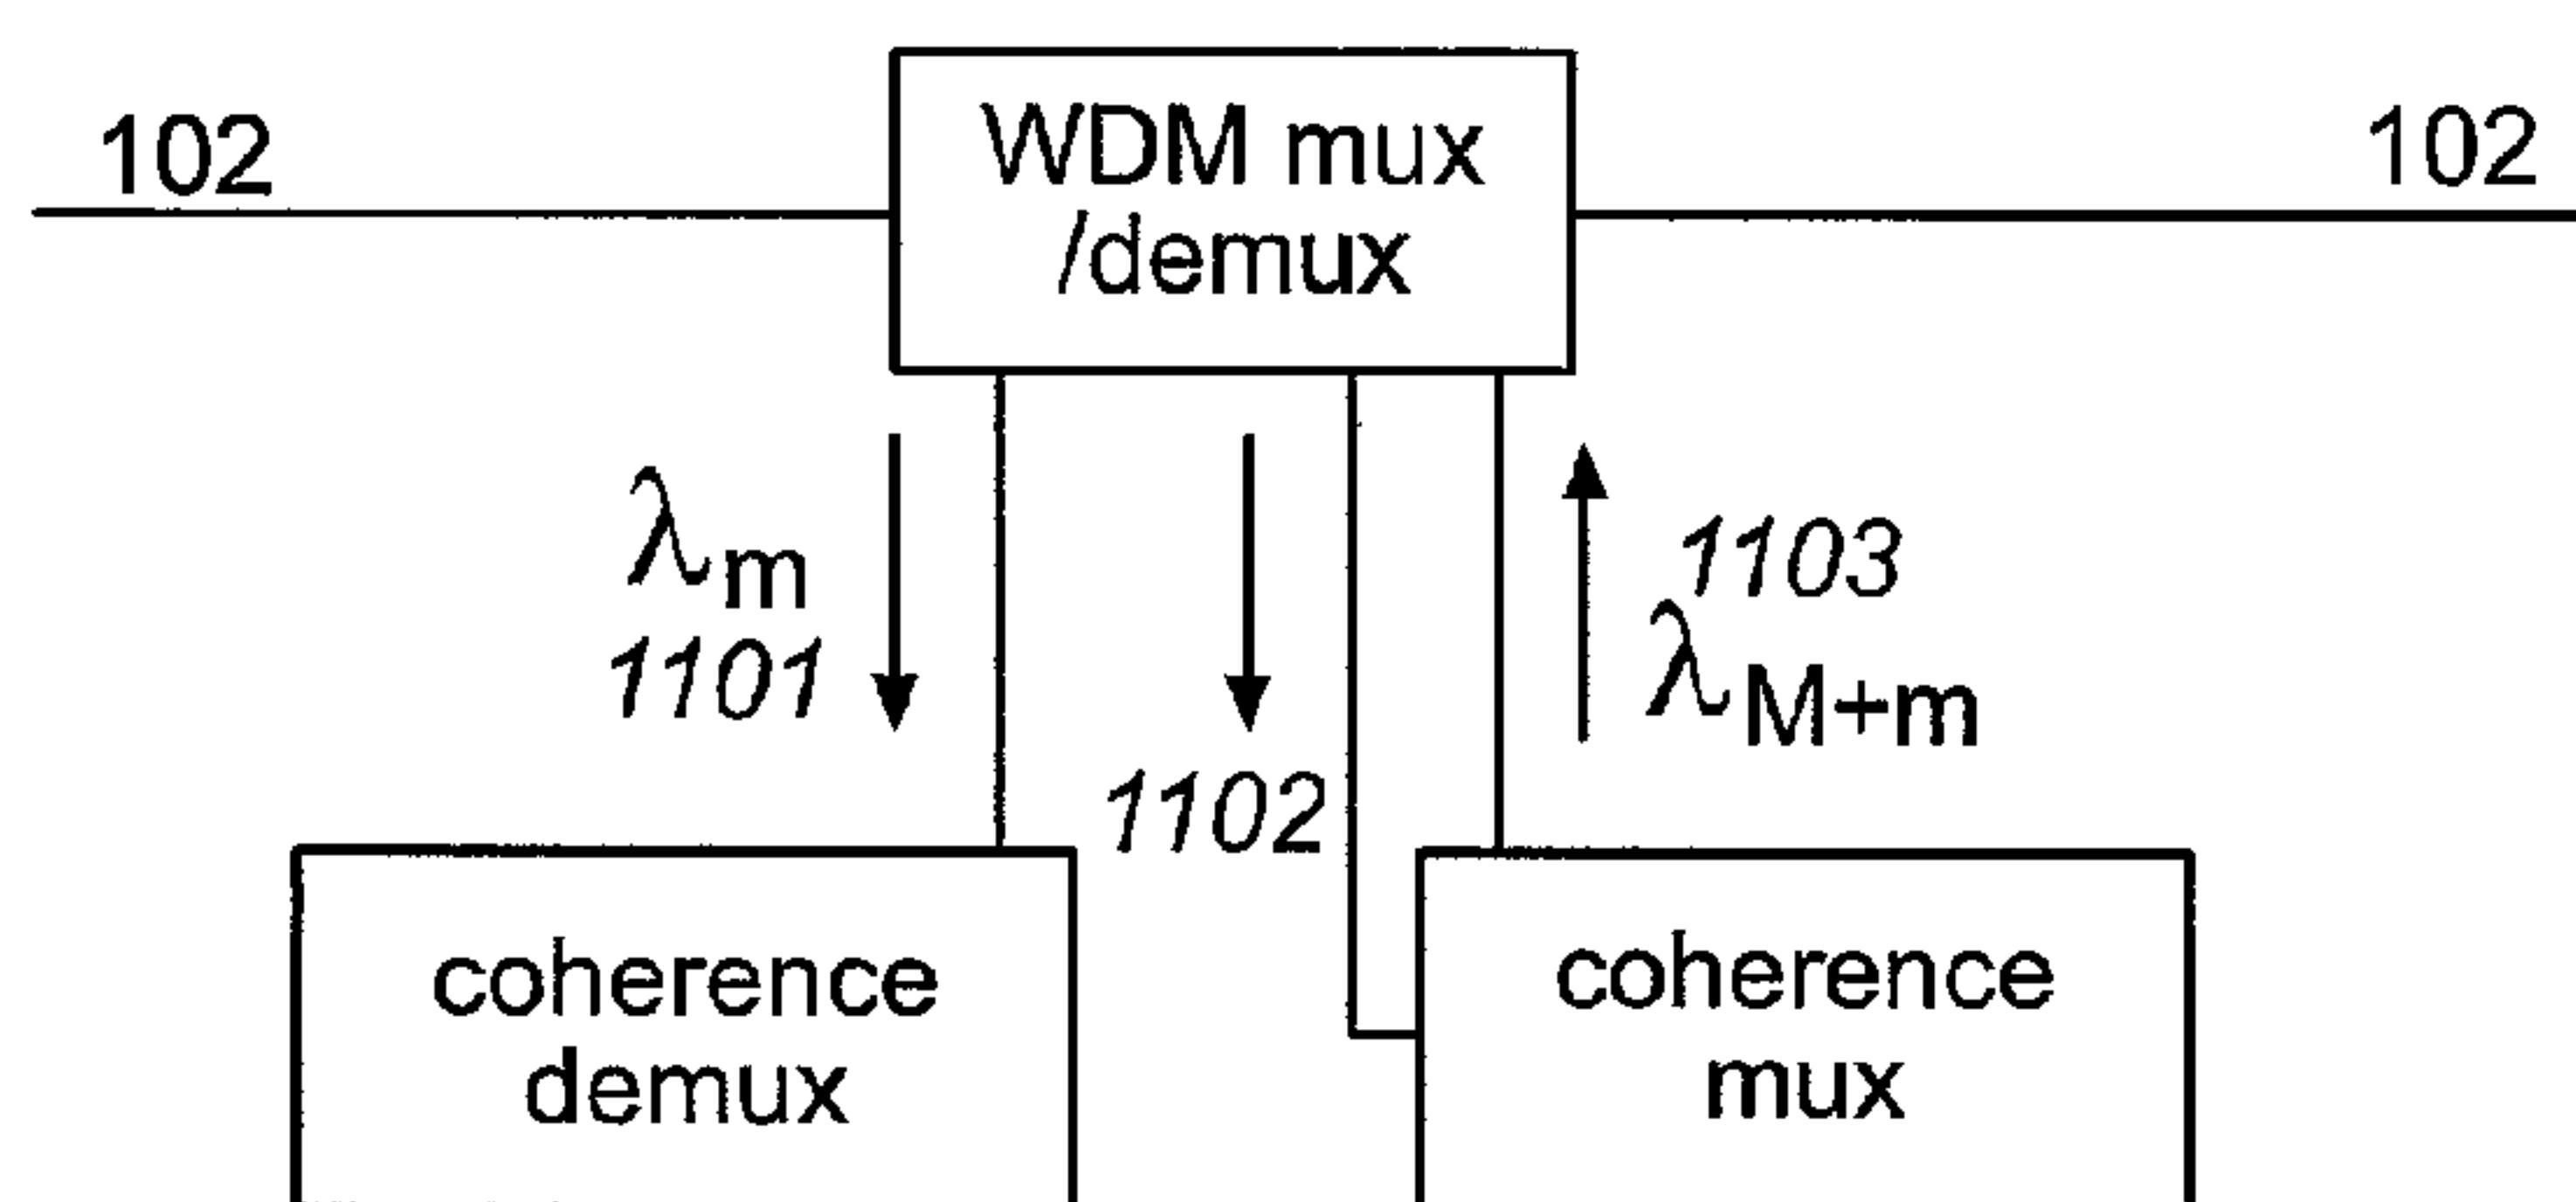 102
WDM mux
/demux
102
λm
1101
1102
1103
λM+m
coherence
demux
coherence
mux